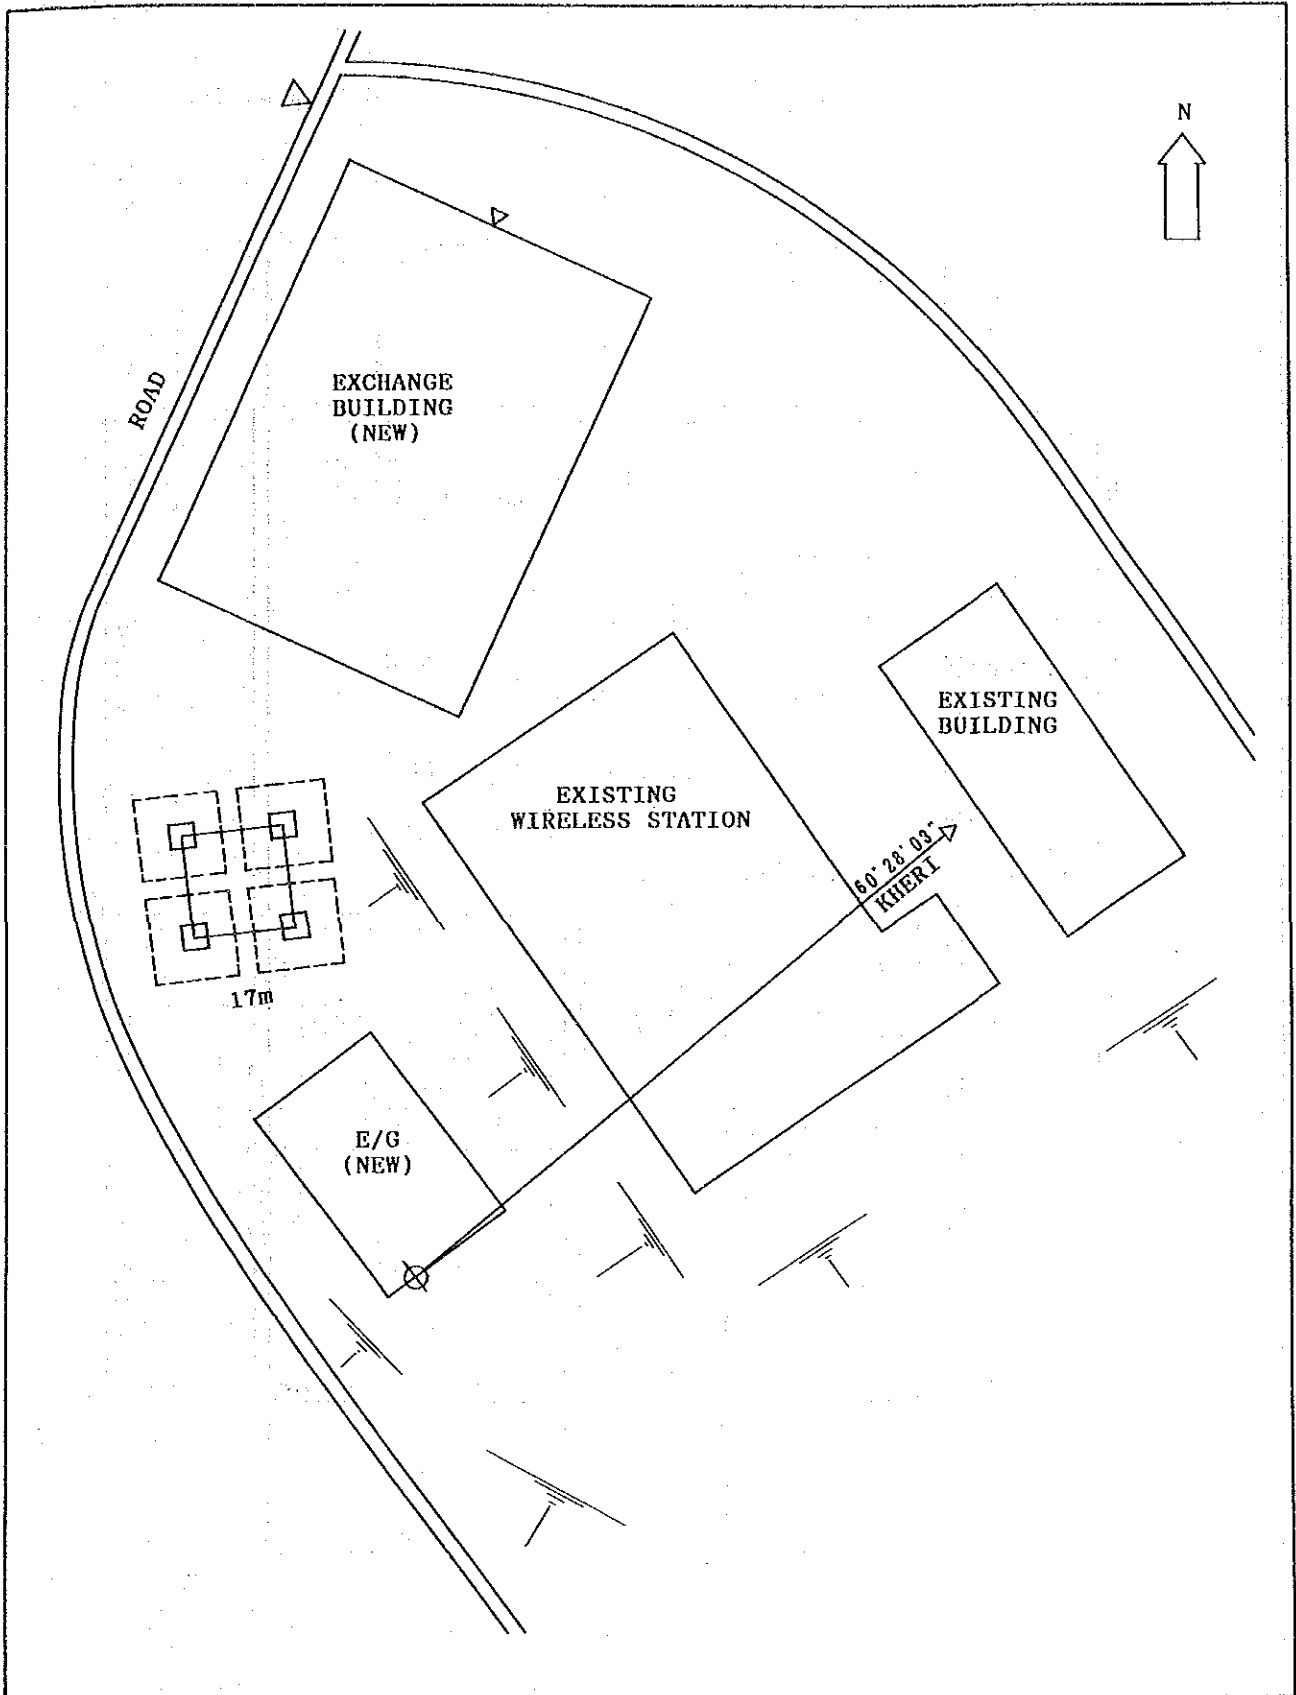 N
ROAD
EXCHANGE
BUILDING
(NEW)
EXISTING
BUILDING
EXISTING
WIRELESS STATION
60°28'03"
KHERI
17m
E/G
(NEW)